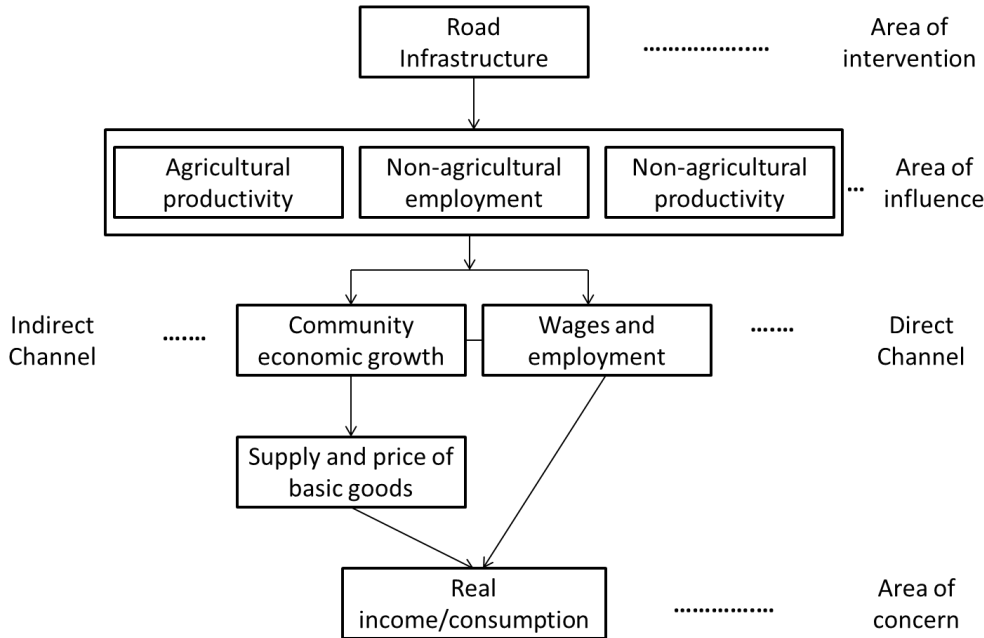 Road
Infrastructure
Area of
intervention
Agricultural
productivity
Non-agricultural
employment
Non-agricultural
productivity
Area of
influence
Indirect
Channel
Community
economic growth
Wages and
employment
Direct
Channel
Supply and price of
basic goods
Real
income/consumption
Area of
concern